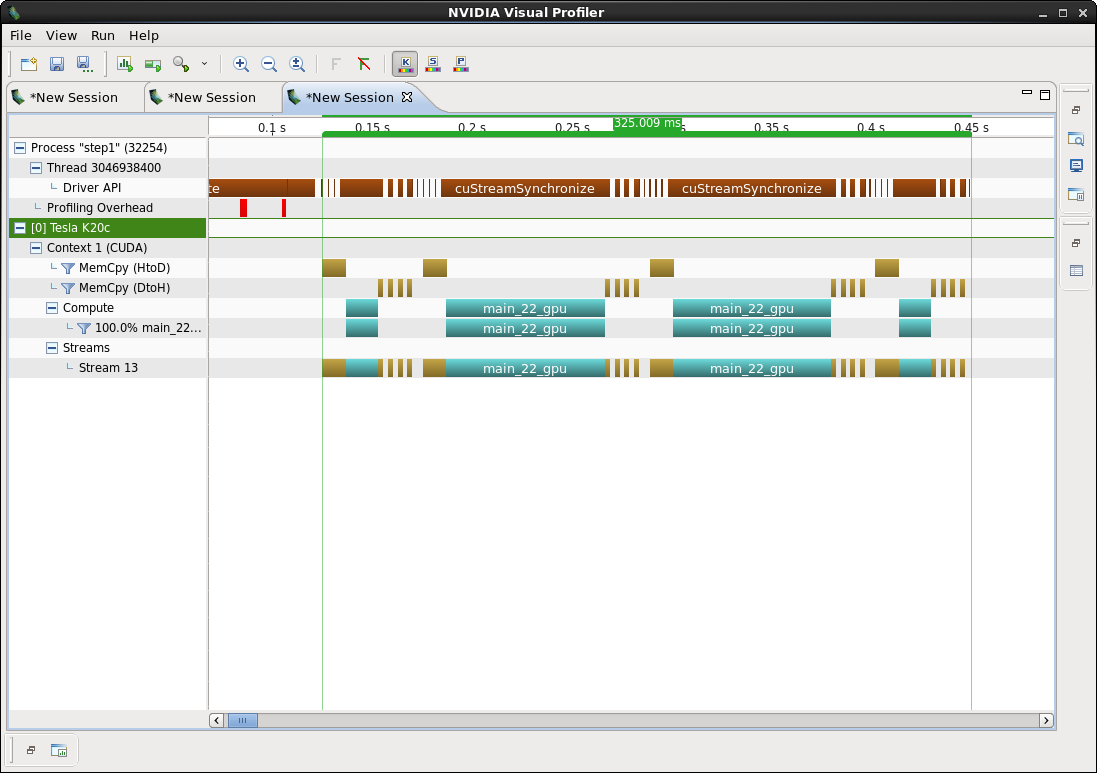 NVIDIA Visual Profiler
File View Run Help
K S P
*New Session *New Session *New Session
0.1 s 0.15 s 0.2 s 0.25 s 325.009 ms 0.35 s 0.4 s 0.45 s
Process "step1" (32254)
Thread 3046938400
Driver API te cuStreamSynchronize cuStreamSynchronize
Profiling Overhead
[0] Tesla K20c
Context 1 (CUDA)
MemCpy (HtoD)
MemCpy (DtoH)
Compute main_22_gpu main_22_gpu
100.0% main_22... main_22_gpu main_22_gpu
Streams
Stream 13 main_22_gpu main_22_gpu